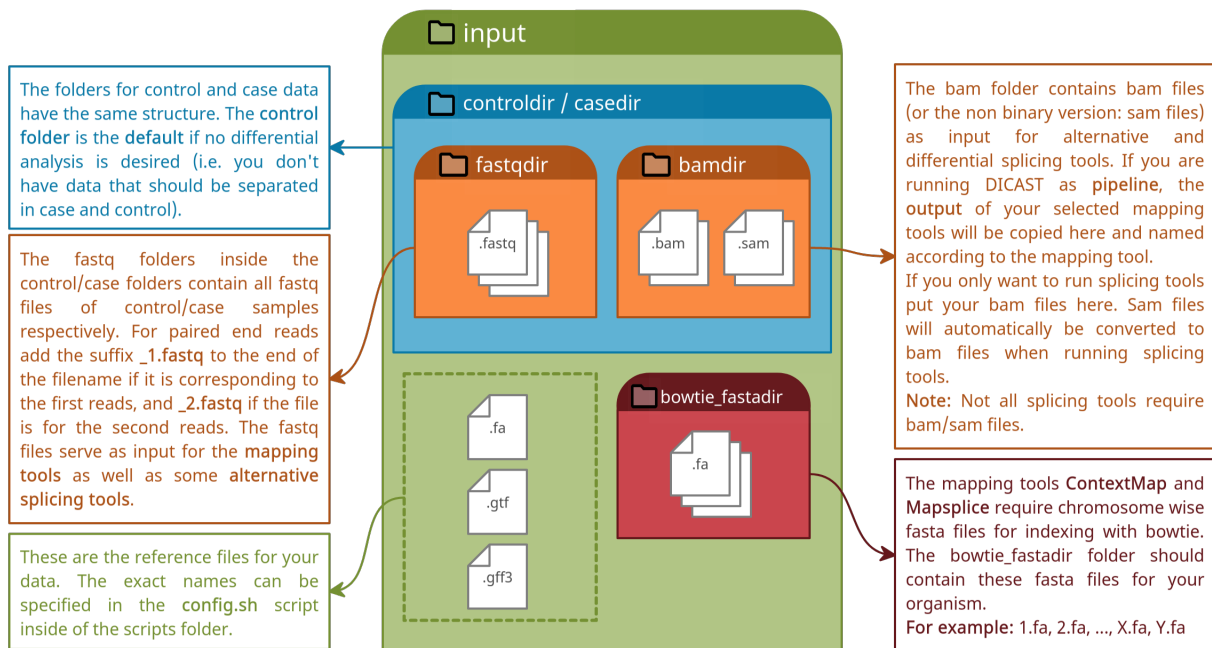 input
controldir / casedir
fastqdir
bamdir
.fastq
.bam
.sam
.fa
.gtf
.gff3
bowtie_fastadir
.fa
The folders for control and case data
have the same structure. The control
folder is the default if no differential
analysis is desired (i.e. you don't
have data that should be separated
in case and control).
The fastq folders inside the
control/case folders contain all fastq
files of control/case samples
respectively. For paired end reads
add the suffix _1.fastq to the end of
the filename if it is corresponding to
the first reads, and _2.fastq if the file
is for the second reads. The fastq
files serve as input for the mapping
tools as well as some alternative
splicing tools.
These are the reference files for your
data. The exact names can be
specified in the config.sh script
inside of the scripts folder.
The bam folder contains bam files
(or the non binary version: sam files)
as input for alternative and
differential splicing tools. If you are
running DICAST as pipeline, the
output of your selected mapping
tools will be copied here and named
according to the mapping tool.
If you only want to run splicing tools
put your bam files here. Sam files
will automatically be converted to
bam files when running splicing
tools.
Note: Not all splicing tools require
bam/sam files.
The mapping tools ContextMap and
Mapsplice require chromosome wise
fasta files for indexing with bowtie.
The bowtie_fastadir folder should
contain these fasta files for your
organism.
For example: 1.fa, 2.fa, ..., X.fa, Y.fa